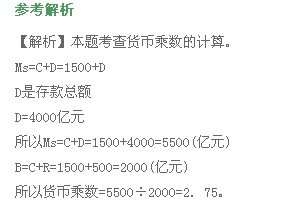 参考解析
【解析】本题考查货币乘数的计算。
Ms=C+D=1500+D
D是存款总额
D=4000亿元
所以Ms=C+D=1500+4000=5500(亿元)
B=C+R=1500+500=2000(亿元)
所以货币乘数=5500÷2000=2. 75。